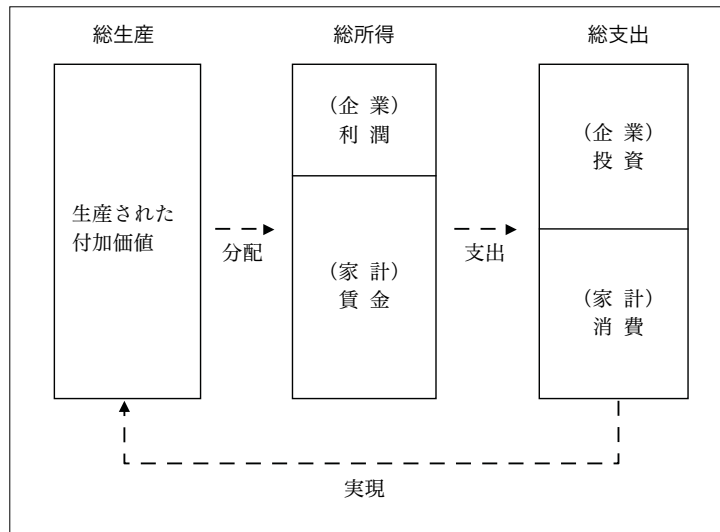 総生産
総所得
総支出
生産された
付加価値
分配
（企 業）
利 潤
（家 計）
賃 金
支出
（企 業）
投 資
（家 計）
消 費
実現